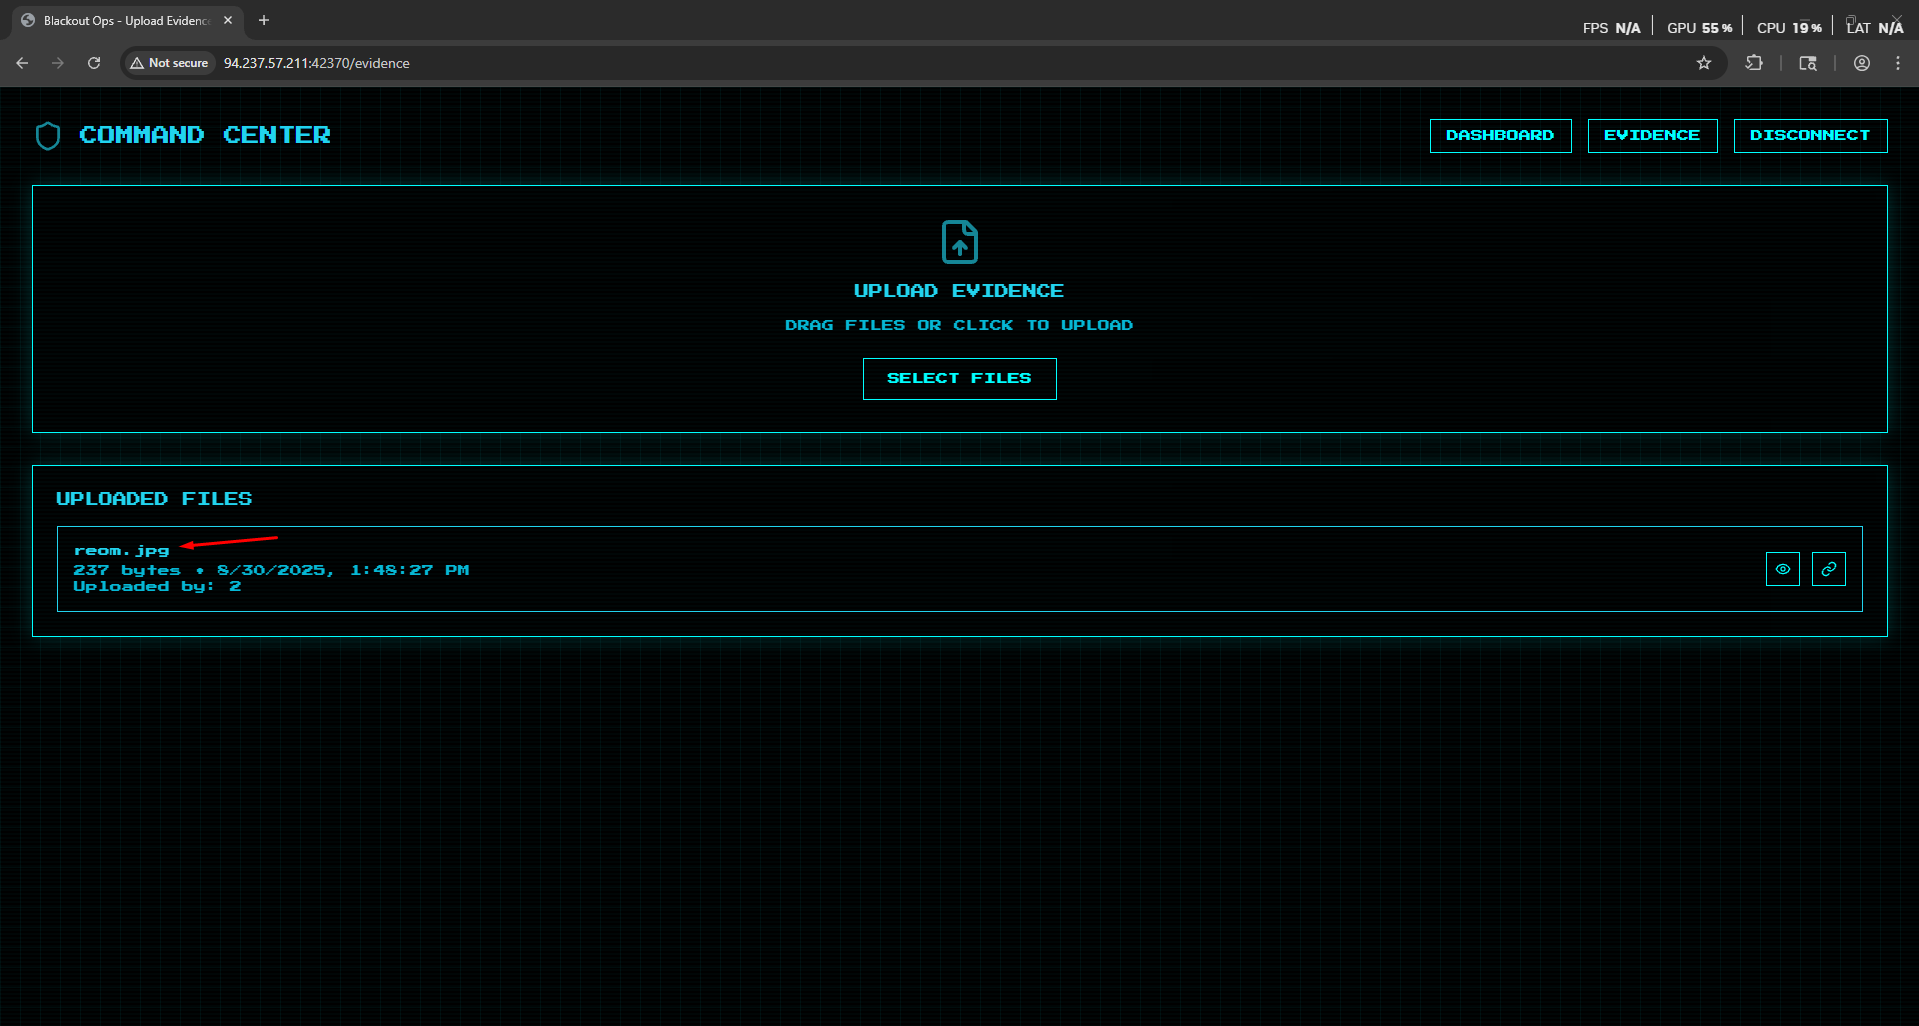 Blackout Ops - Upload Evidenc
FPS N/A GPU 55 % CPU 19 % LAT N/A
Not secure 94.237.57.211:42370/evidence
COMMAND CENTER
DASHBOARD EVIDENCE DISCONNECT
UPLOAD EVIDENCE
DRAG FILES OR CLICK TO UPLOAD
SELECT FILES
UPLOADED FILES
reom.jpg
237 bytes • 8/30/2025, 1:48:27 PM
Uploaded by: 2